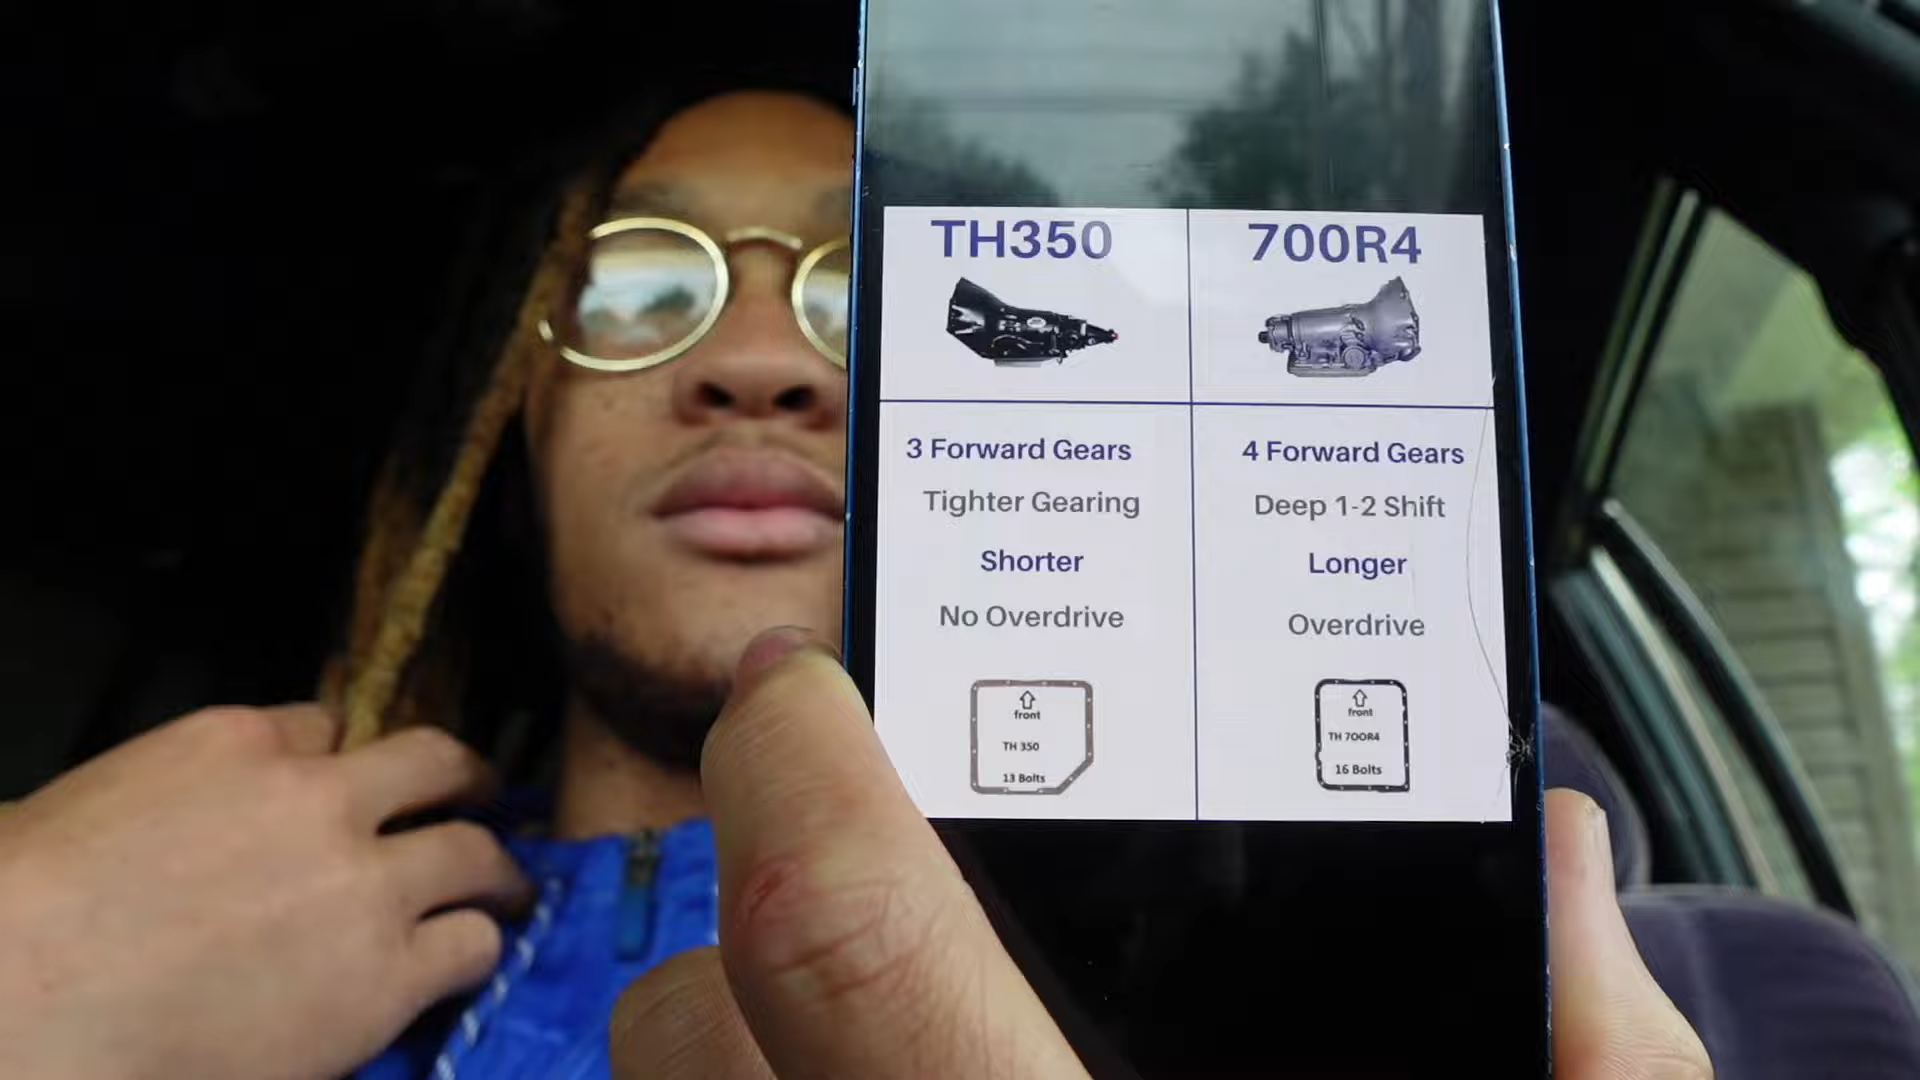 TH350
3 Forward Gears
Tighter Gearing
Shorter
No Overdrive
front
TH 350
13 Bolts
700R4
4 Forward Gears
Deep 1-2 Shift
Longer
Overdrive
front
TH 700R4
16 Bolts